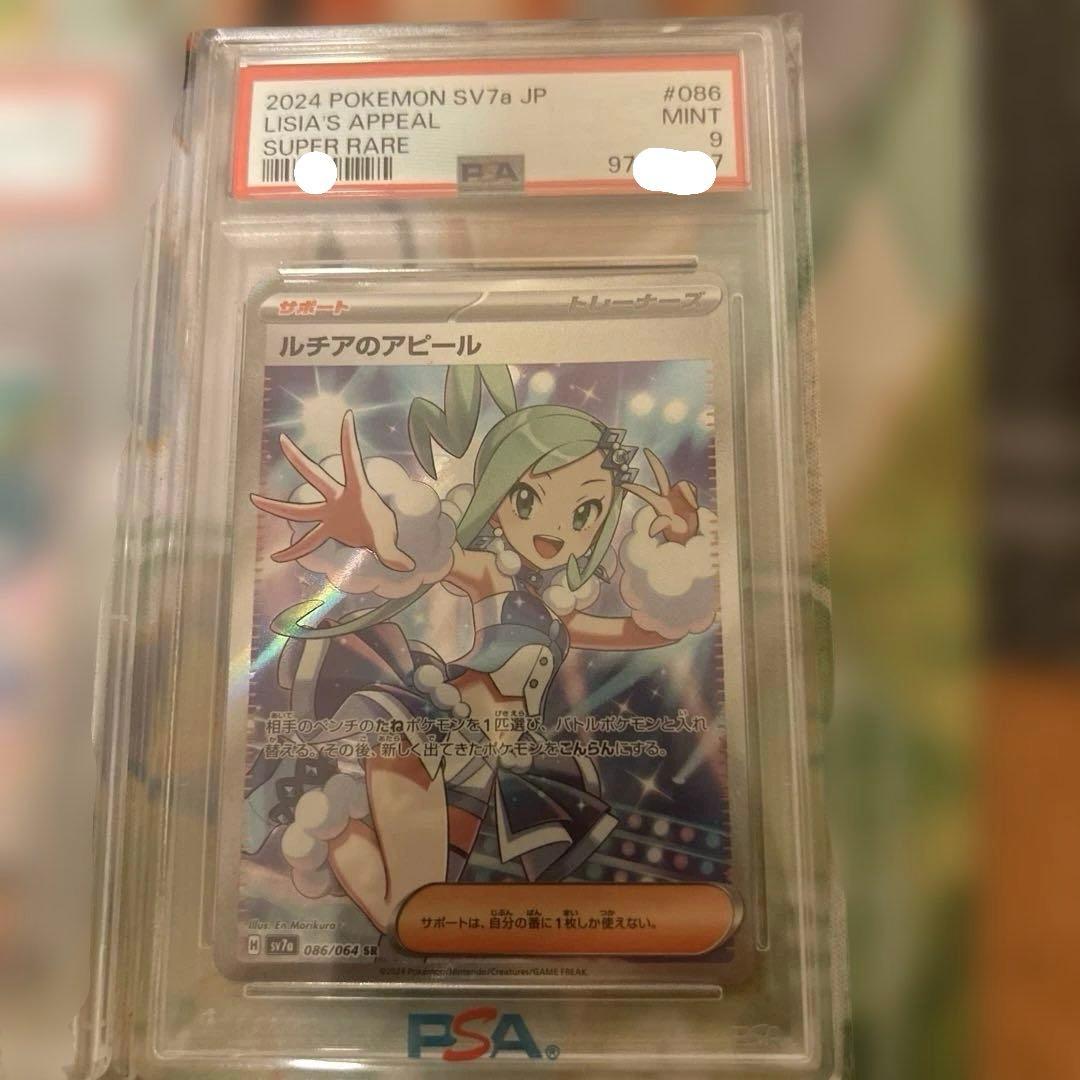 2024 POKEMON SV7a JP #086
LISIA'S APPEAL MINT
SUPER RARE 9
PSA 97 7
サポート トレーナーズ
ルチアのアピール
相手のベンチのたねポケモンを1匹選び、バトルポケモンと入れ
替える。その後、新しく出てきたポケモンをこんらんにする。
サポートは、自分の番に1枚しか使えない。
Illus. En Morikura
H sv7a 086/064 SR
©2024 Pokémon/Nintendo/Creatures/GAME FREAK.
PSA®